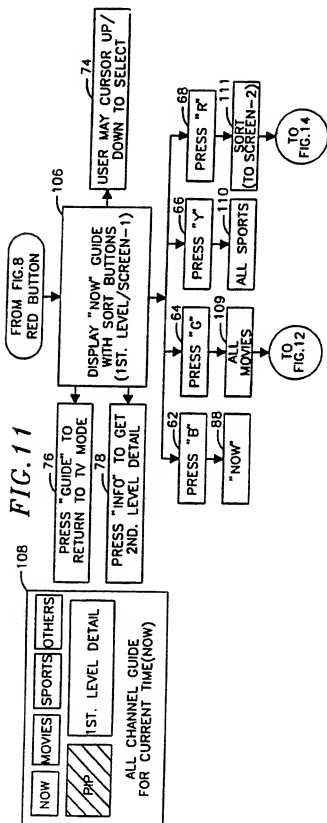 FIG.11
108
NOW
MOVIES
SPORTS
OTHERS
PIP
1ST. LEVEL DETAIL
ALL CHANNEL GUIDE
FOR CURRENT TIME(NOW)
FROM FIG.8
RED BUTTON
106
DISPLAY "NOW" GUIDE
WITH SORT BUTTONS
(1ST. LEVEL/SCREEN-1)
74
USER MAY CURSOR UP/
DOWN TO SELECT
76
PRESS "GUIDE" TO
RETURN TO TV MODE
78
PRESS "INFO" TO GET
2ND. LEVEL DETAIL
62
PRESS "B"
64
PRESS "G"
66
PRESS "Y"
68
PRESS "R"
88
"NOW"
109
ALL
MOVIES
110
ALL SPORTS
111
SORT
(TO SCREEN-2)
TO
FIG.12
TO
FIG.14